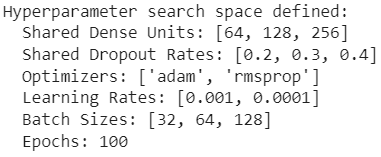 Hyperparameter search space defined:
  Shared Dense Units: [64, 128, 256]
  Shared Dropout Rates: [0.2, 0.3, 0.4]
  Optimizers: ['adam', 'rmsprop']
  Learning Rates: [0.001, 0.0001]
  Batch Sizes: [32, 64, 128]
  Epochs: 100